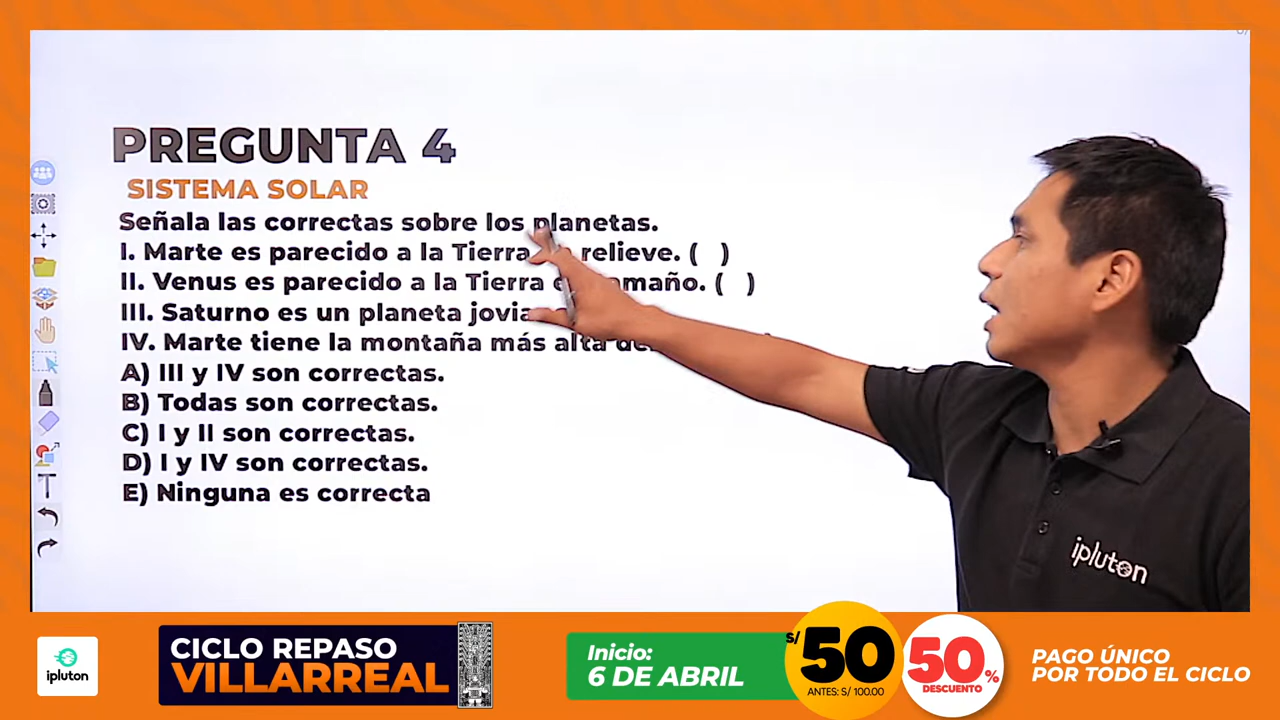 PREGUNTA 4
SISTEMA SOLAR
Señala las correctas sobre los planetas.
I. Marte es parecido a la Tierra relieve. ( )
II. Venus es parecido a la Tierra tamaño. ( )
III. Saturno es un planeta
IV. Marte tiene la montaña más alta
A) III y IV son correctas.
B) Todas son correctas.
C) I y II son correctas.
D) I y IV son correctas.
E) Ninguna es correcta
ipluton
ipluton
CICLO REPASO
VILLARREAL
Inicio:
6 DE ABRIL
S/ 50
ANTES: S/ 100.00
50%
DESCUENTO
PAGO ÚNICO
POR TODO EL CICLO